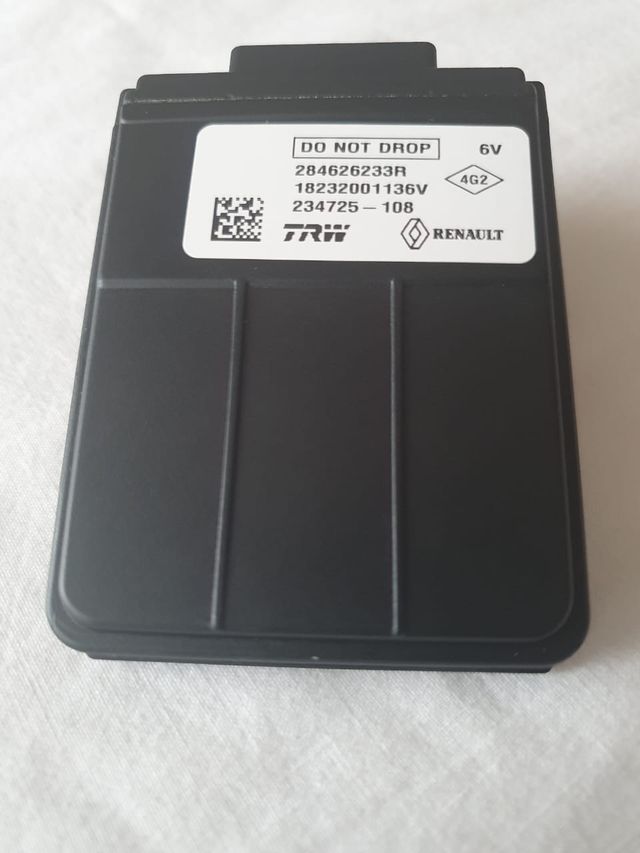 DO NOT DROP 6V
284626233R
18232001136V 4G2
234725-108
TRW RENAULT